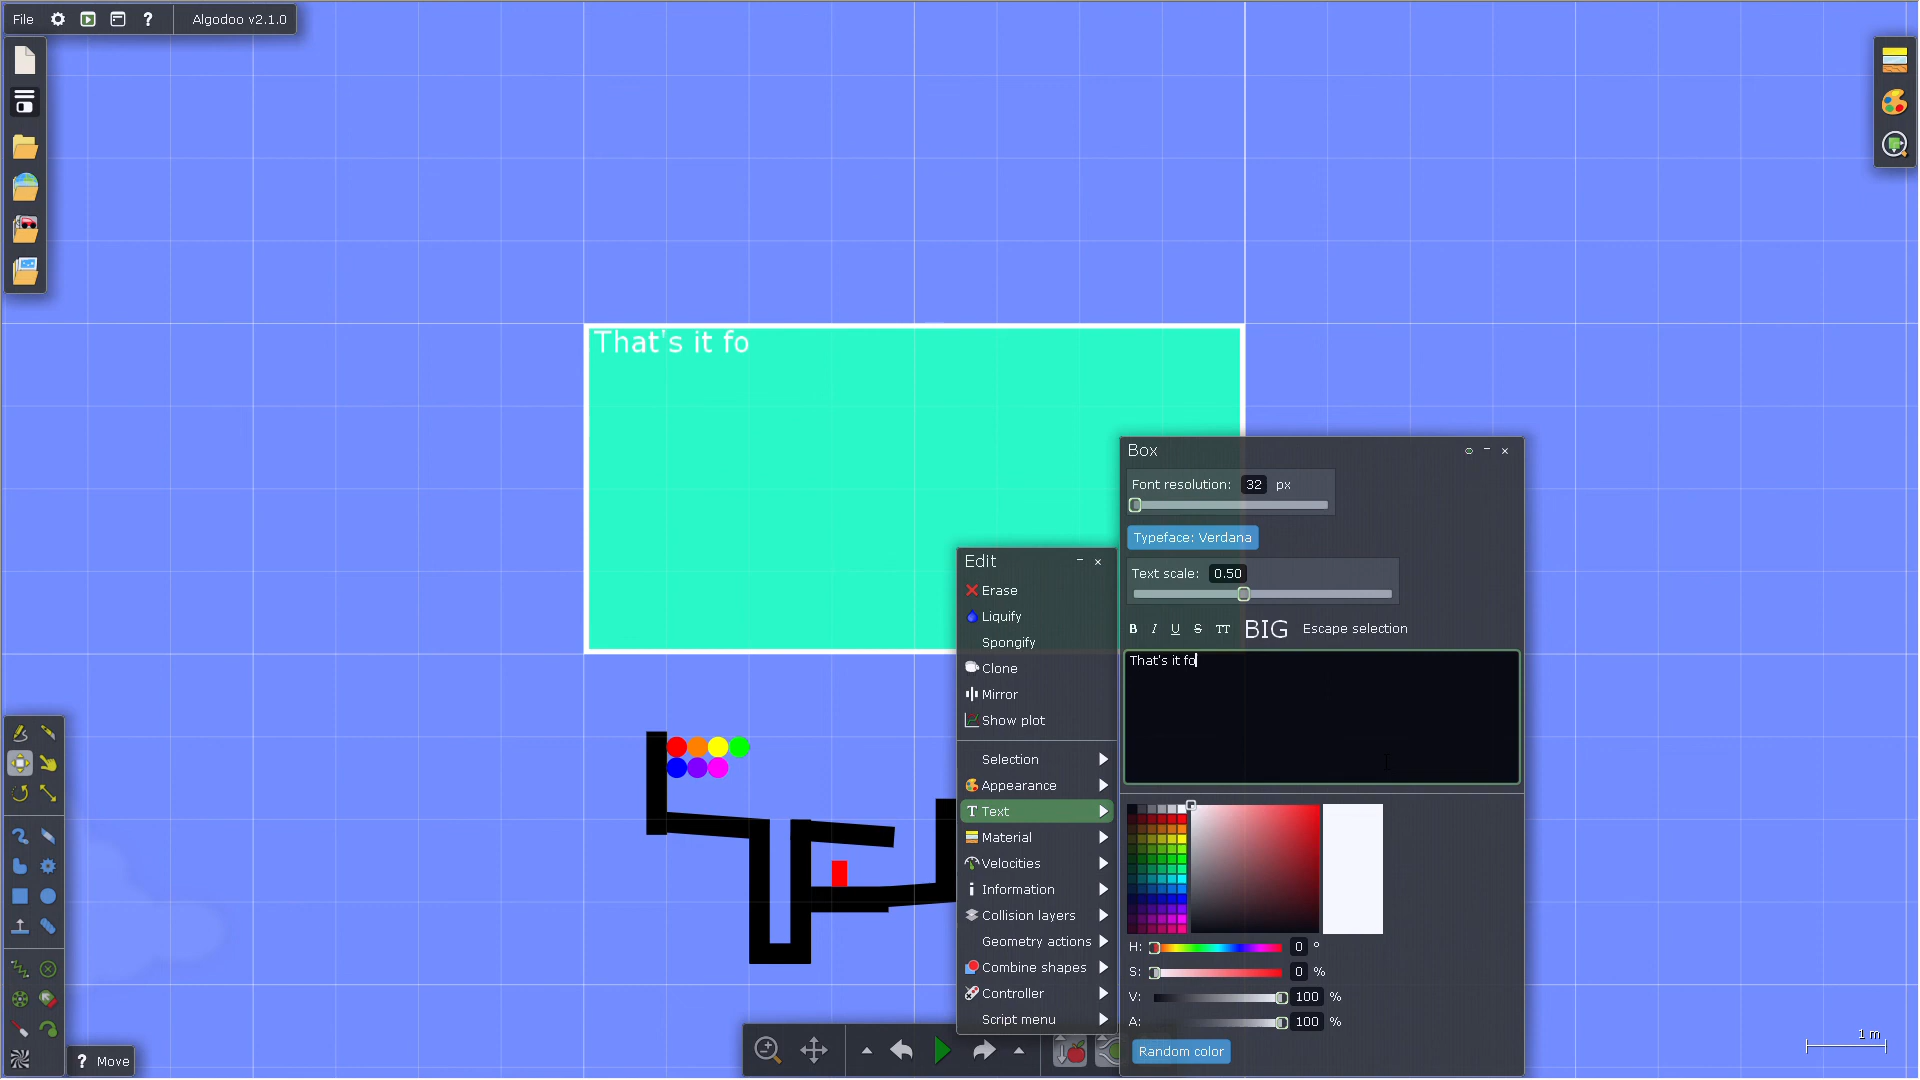 File
?
Algodoo v2.1.0
That's it fo
Box
Font resolution: 32 px
Typeface: Verdana
Text scale: 0.50
B I U S TT BIG Escape selection
That's it fo
Edit
Erase
Liquify
Spongify
Clone
Mirror
Show plot
Selection
Appearance
T Text
Material
Velocities
Information
Collision layers
Geometry actions
Combine shapes
Controller
Script menu
H: 0 °
S: 0 %
V: 100 %
A: 100 %
Random color
? Move
1 m